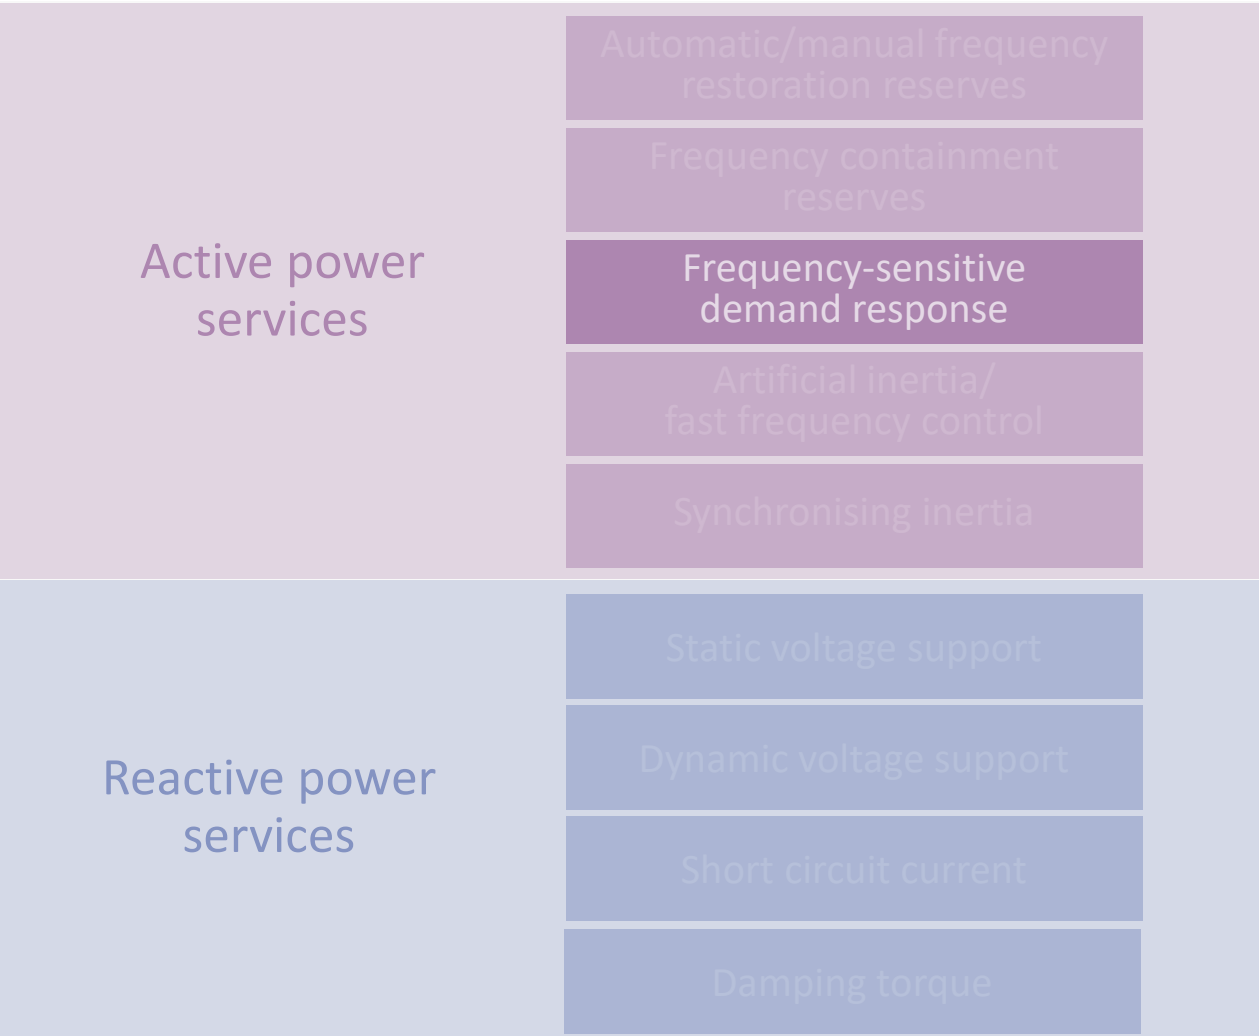 Automatic/manual frequency
restoration reserves
Frequency containment
reserves
Active power
services
Frequency-sensitive
demand response
Artificial inertia/
fast frequency control
Synchronising inertia
Static voltage support
Dynamic voltage support
Reactive power
services
Short circuit current
Damping torque